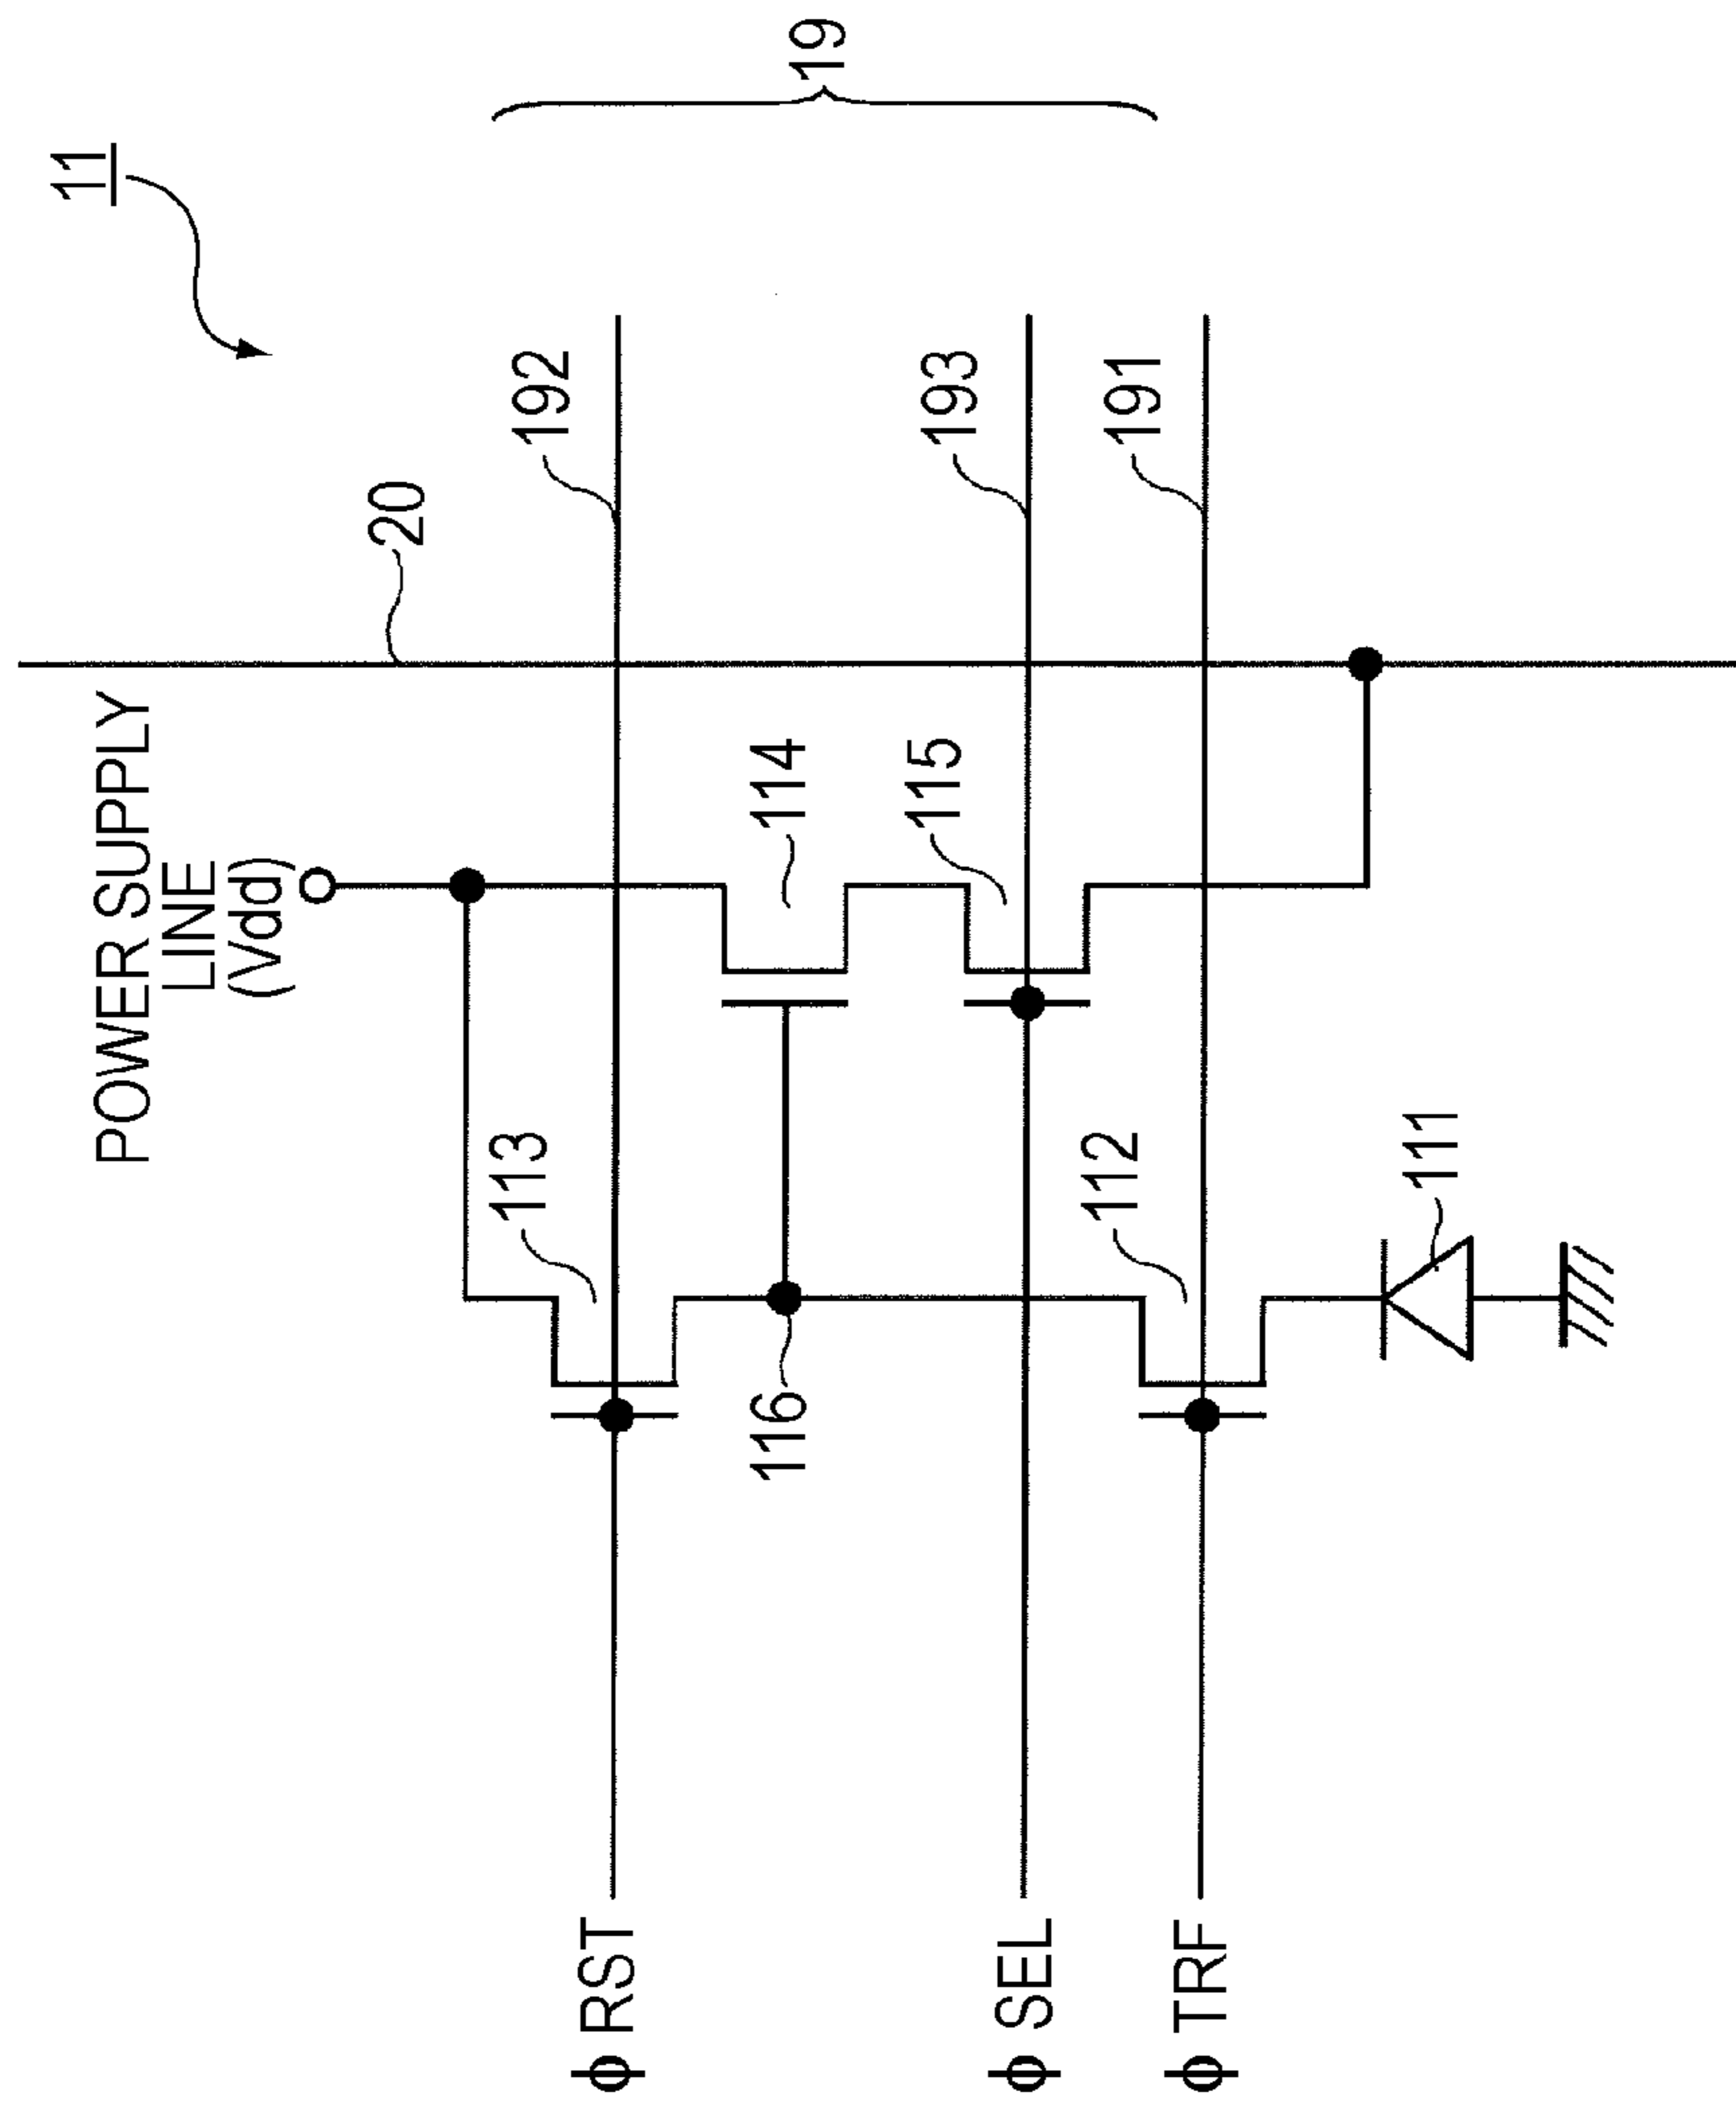 11
19
POWER SUPPLY
LINE
(Vdd)
20
192
193
191
114
115
113
112
111
116
ϕ RST
ϕ SEL
ϕ TRF